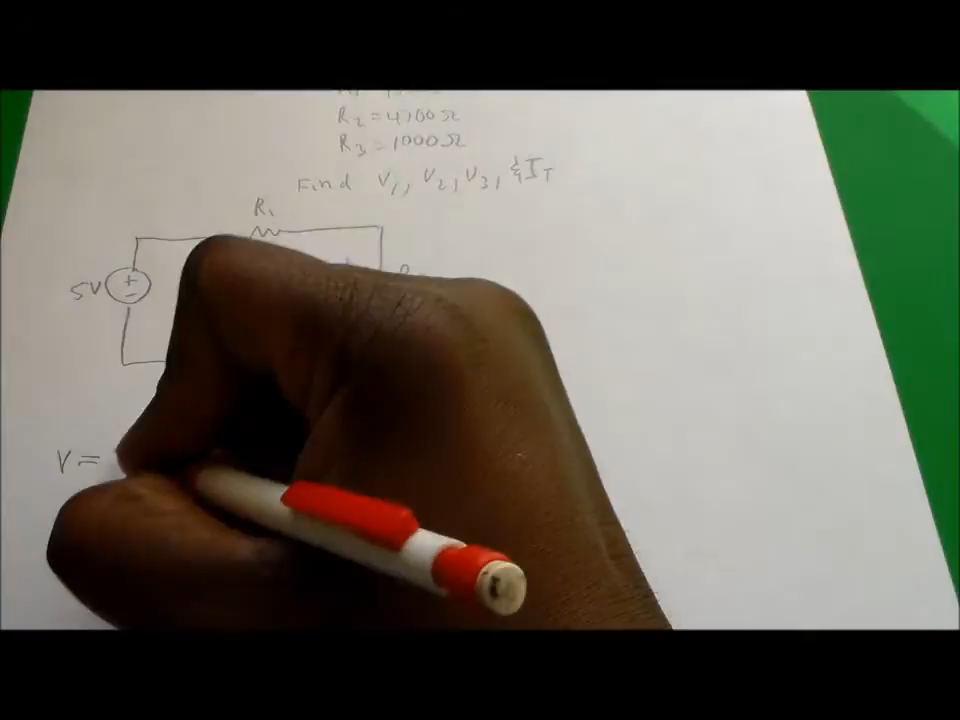 R2 = 4700Ω
R3 = 1000Ω
Find V1, V2, V3, & IT
R1
5V
+
−
V =